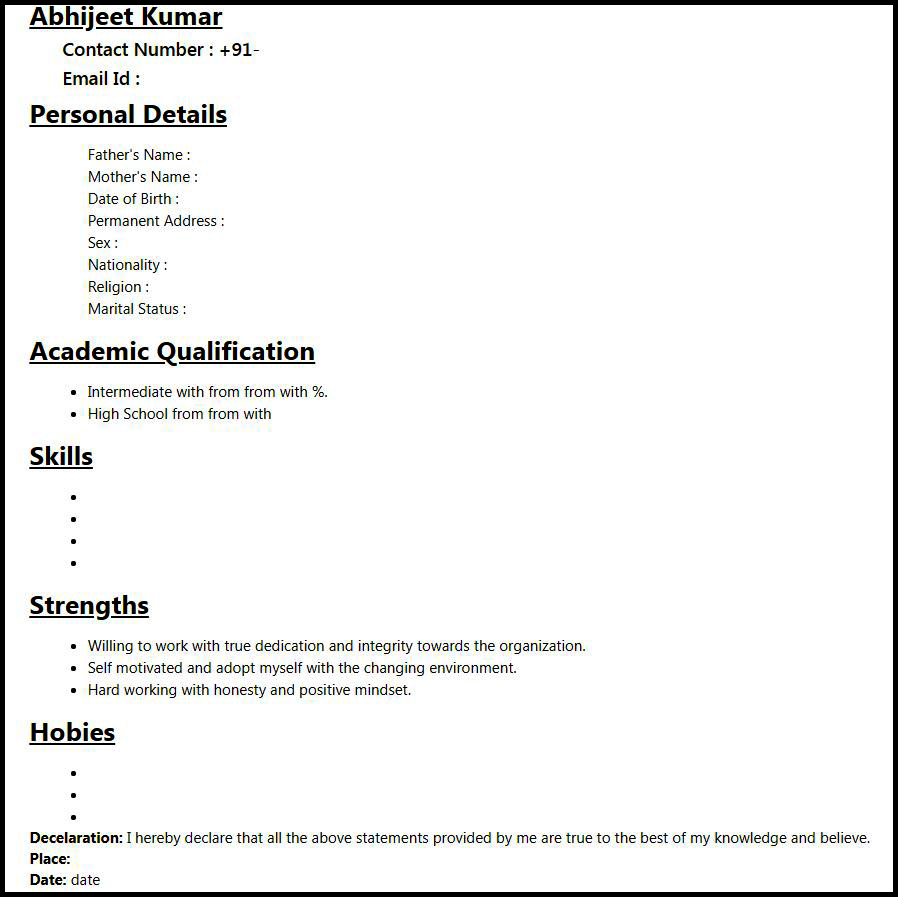 Abhijeet Kumar
Contact Number : +91-
Email Id :
Personal Details
Father's Name :
Mother's Name :
Date of Birth :
Permanent Address :
Sex :
Nationality :
Religion :
Marital Status :
Academic Qualification
• Intermediate with from from with %.
• High School from from with
Skills
•
•
•
•
Strengths
• Willing to work with true dedication and integrity towards the organization.
• Self motivated and adopt myself with the changing environment.
• Hard working with honesty and positive mindset.
Hobies
•
•
•
Decelaration: I hereby declare that all the above statements provided by me are true to the best of my knowledge and believe.
Place:
Date: date